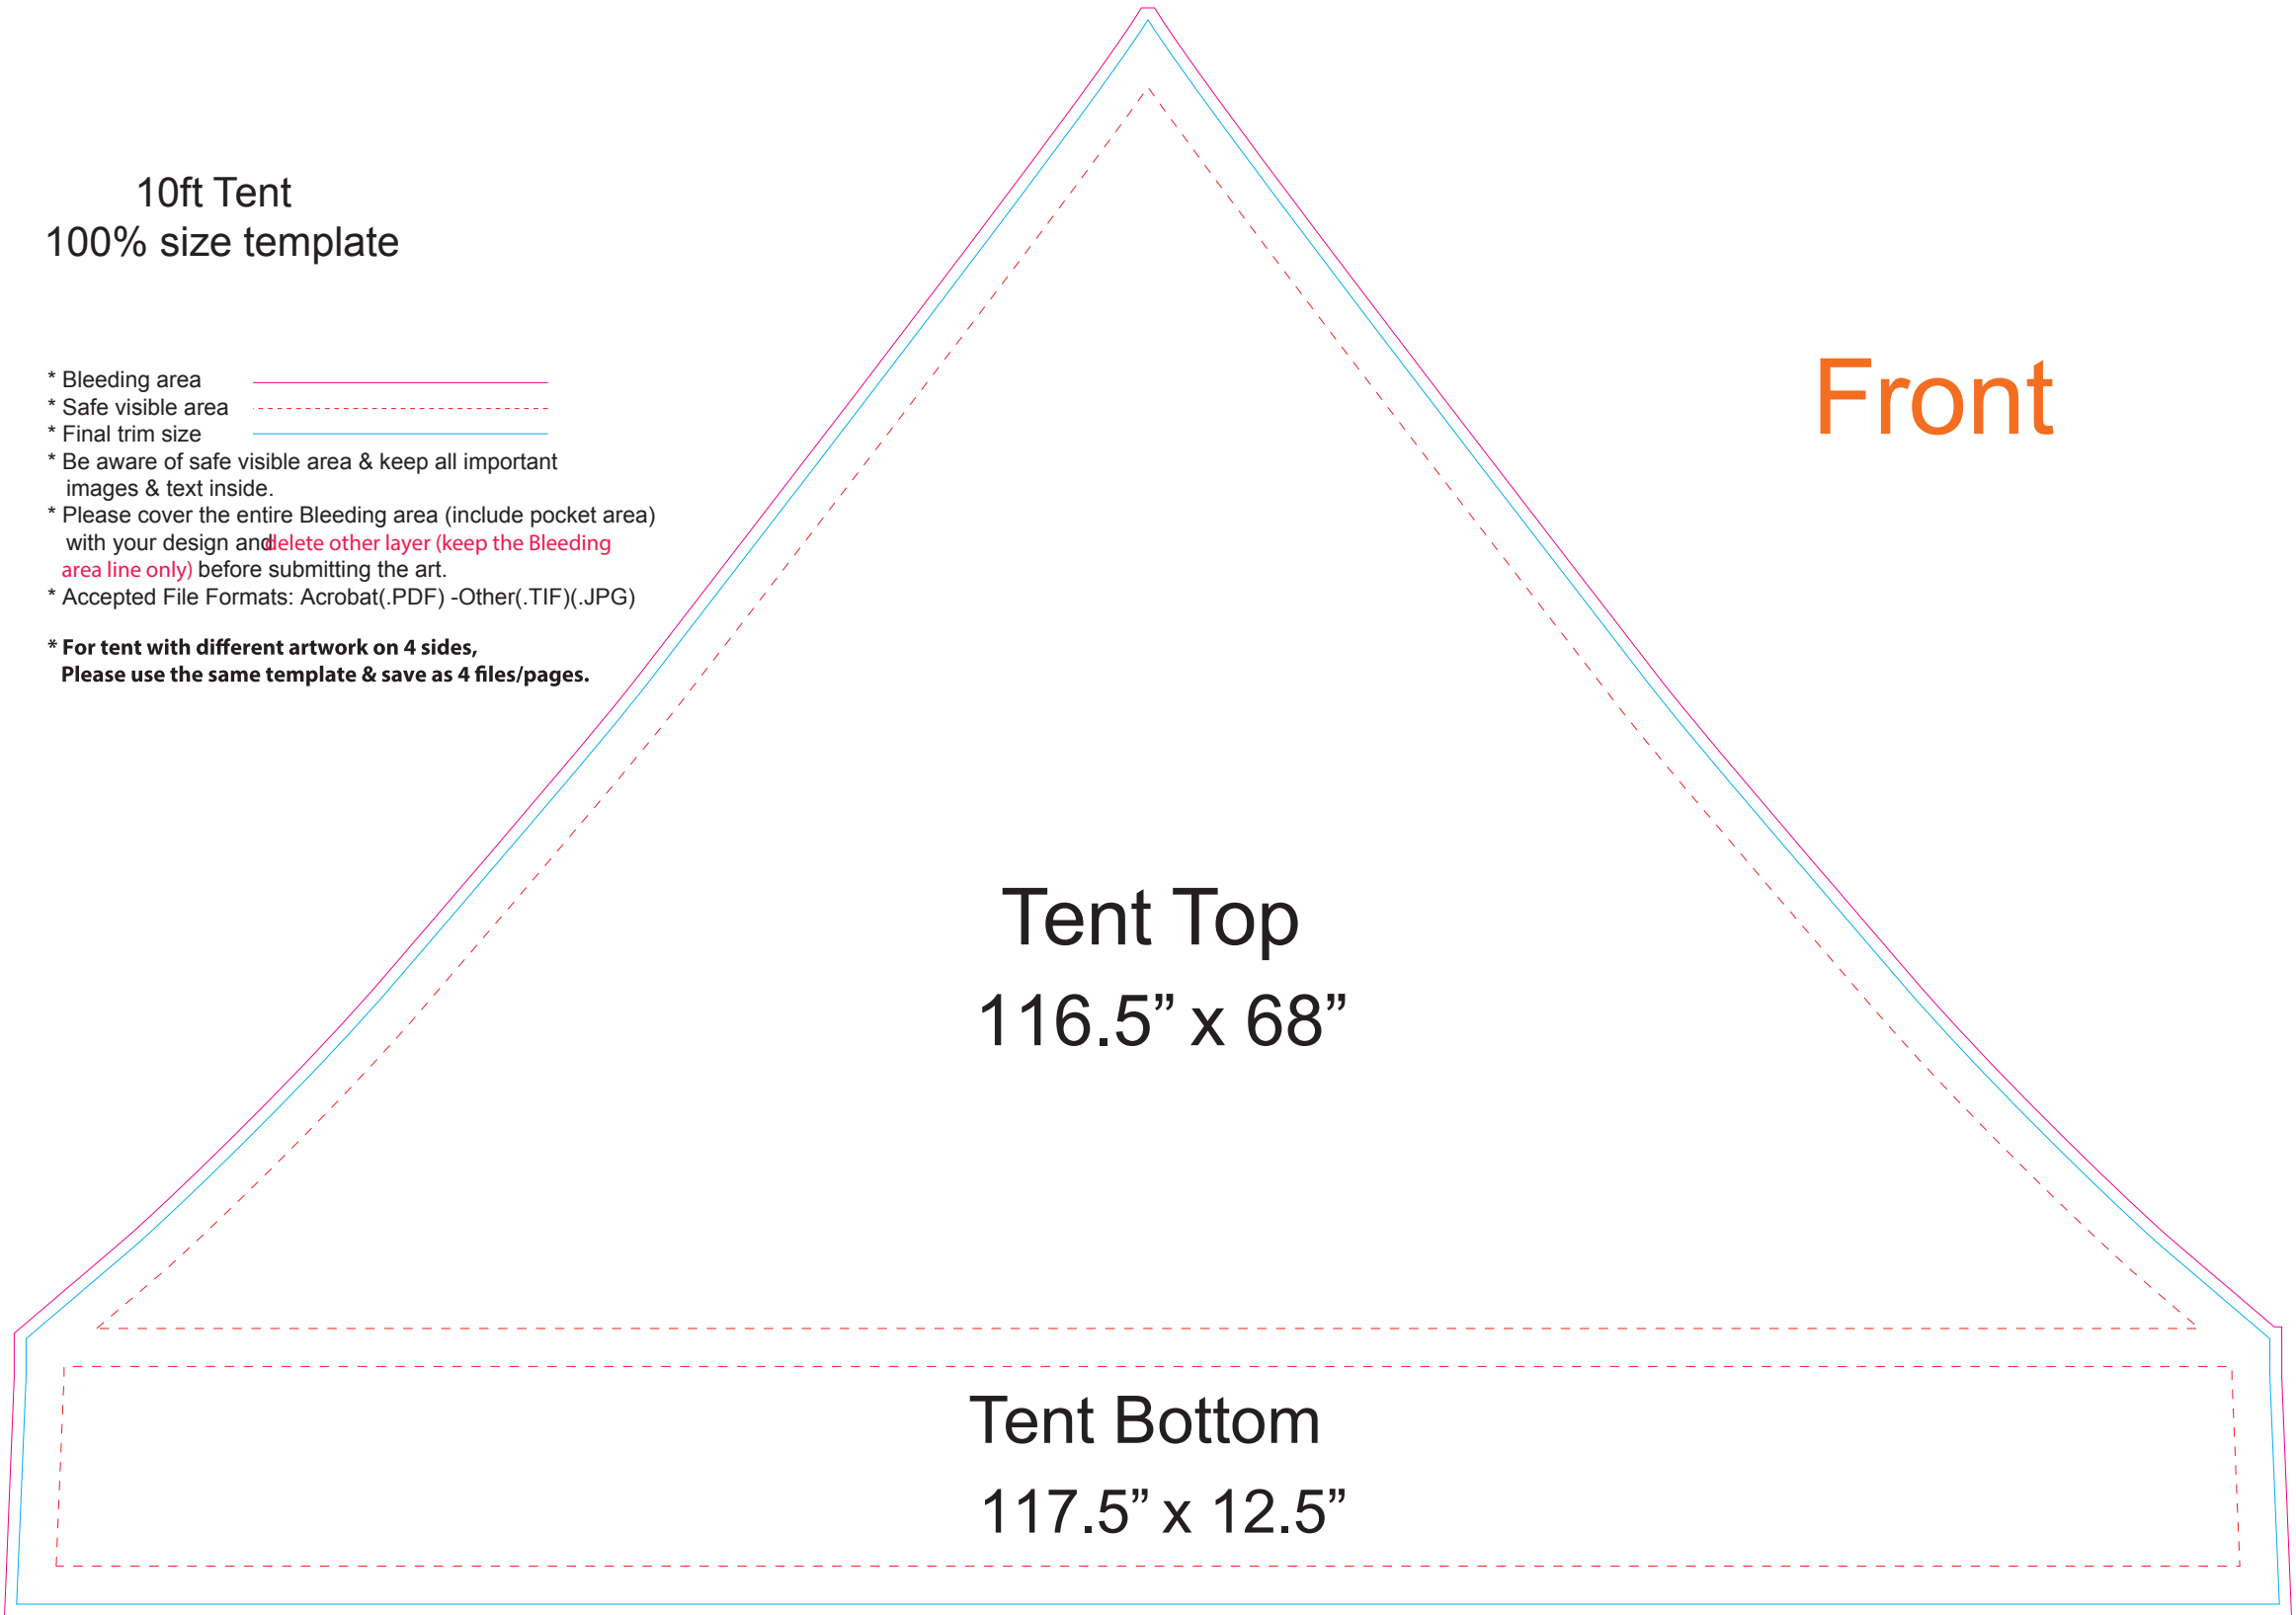 10ft Tent
100% size template
Front
* Bleeding area
* Safe visible area
* Final trim size
* Be aware of safe visible area & keep all important
images & text inside.
* Please cover the entire Bleeding area (include pocket area)
with your design and delete other layer (keep the Bleeding
area line only) before submitting the art.
* Accepted File Formats: Acrobat(.PDF) -Other(.TIF)(.JPG)
* For tent with different artwork on 4 sides,
Please use the same template & save as 4 files/pages.
Tent Top
116.5” x 68”
Tent Bottom
117.5” x 12.5”